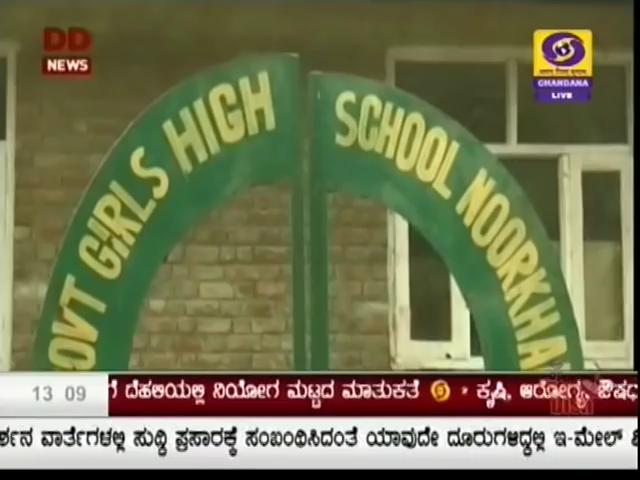 DD
NEWS
CHANDANA
LIVE
GOVT GIRLS HIGH SCHOOL NOORKHA
13 09
ದೆಹಲಿಯಲ್ಲಿ ನಿಯೋಗ ಮಟ್ಟದ ಮಾತುಕತೆ * ಕೃಷಿ, ಆರೋಗ್ಯ, ಔಷಧ
ವಾರ್ತೆಗಳಲ್ಲಿ ಸುದ್ಧಿ ಪ್ರಸಾರಕ್ಕೆ ಸಂಬಂಧಿಸಿದಂತೆ ಯಾವುದೇ ದೂರುಗಳಿದ್ದಲ್ಲಿ ಇ-ಮೇಲ್